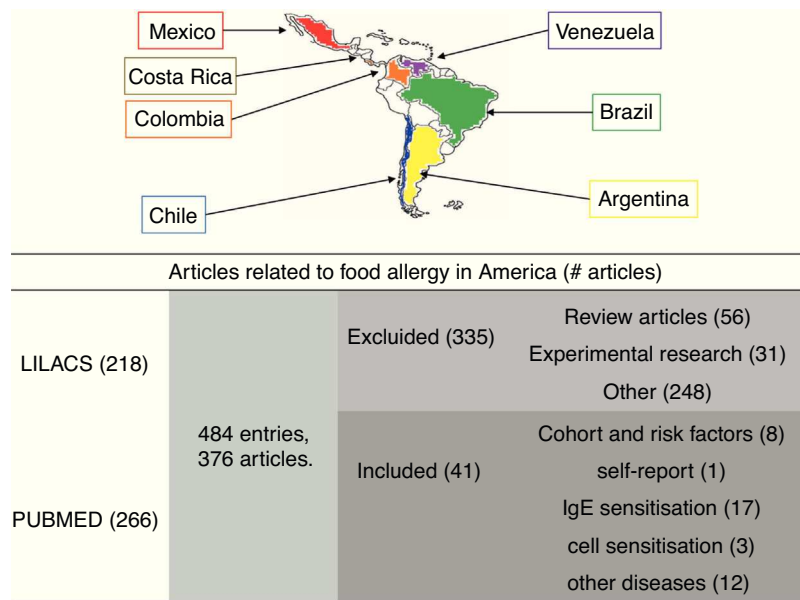 Mexico
Venezuela
Costa Rica
Colombia
Brazil
Chile
Argentina
Articles related to food allergy in America (# articles)
LILACS (218)
PUBMED (266)
484 entries,
376 articles.
Excluided (335)
Review articles (56)
Experimental research (31)
Other (248)
Included (41)
Cohort and risk factors (8)
self-report (1)
IgE sensitisation (17)
cell sensitisation (3)
other diseases (12)